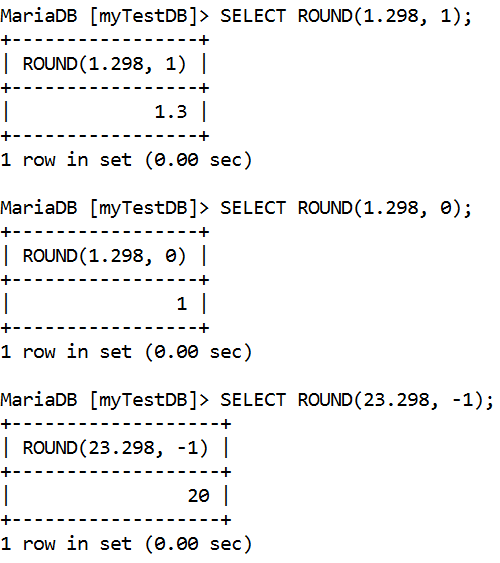 MariaDB [myTestDB]> SELECT ROUND(1.298, 1);
+-----------------+
| ROUND(1.298, 1) |
+-----------------+
|             1.3 |
+-----------------+
1 row in set (0.00 sec)
MariaDB [myTestDB]> SELECT ROUND(1.298, 0);
+-----------------+
| ROUND(1.298, 0) |
+-----------------+
|               1 |
+-----------------+
1 row in set (0.00 sec)
MariaDB [myTestDB]> SELECT ROUND(23.298, -1);
+-------------------+
| ROUND(23.298, -1) |
+-------------------+
|                20 |
+-------------------+
1 row in set (0.00 sec)